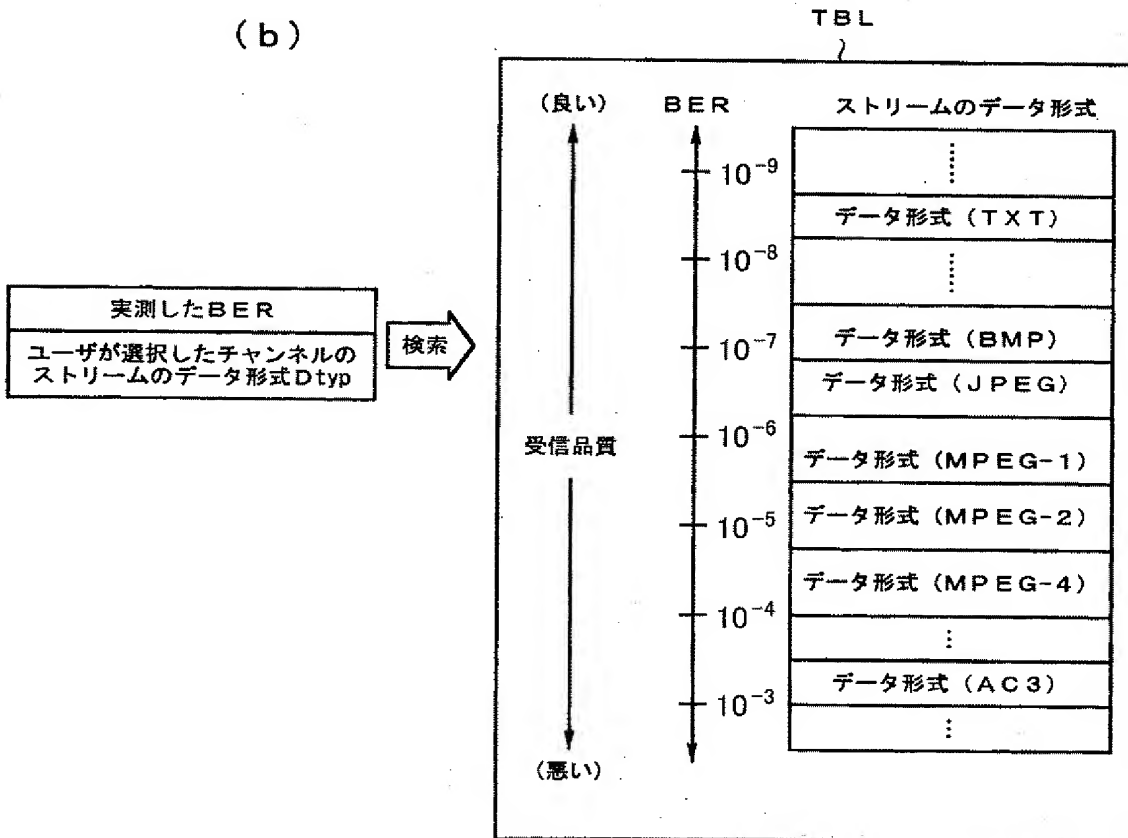 (b)
TBL
実測したBER
ユーザが選択したチャンネルの
ストリームのデータ形式Dtyp
検索
(良い)
受信品質
(悪い)
BER
10⁻⁹
10⁻⁸
10⁻⁷
10⁻⁶
10⁻⁵
10⁻⁴
10⁻³
ストリームのデータ形式
⋮
データ形式(TXT)
⋮
データ形式(BMP)
データ形式(JPEG)
データ形式(MPEG-1)
データ形式(MPEG-2)
データ形式(MPEG-4)
⋮
データ形式(AC3)
⋮